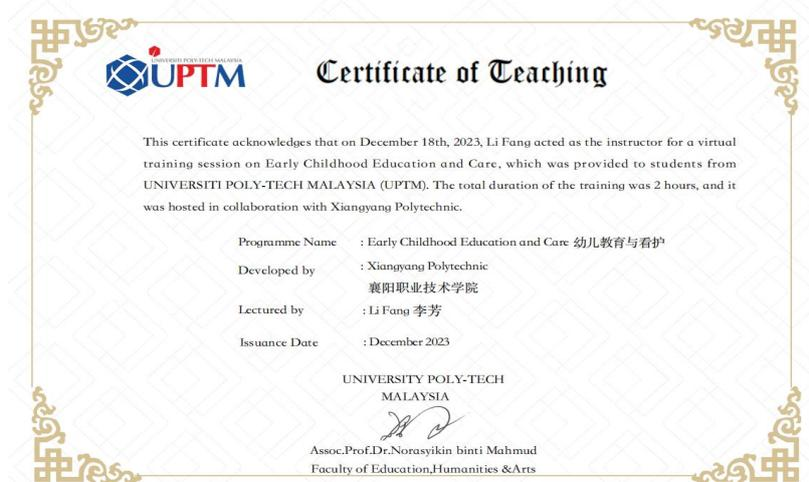 UNIVERSITI POLY-TECH MALAYSIA
UPTM
Certificate of Teaching
This certificate acknowledges that on December 18th, 2023, Li Fang acted as the instructor for a virtual
training session on Early Childhood Education and Care, which was provided to students from
UNIVERSITI POLY-TECH MALAYSIA (UPTM). The total duration of the training was 2 hours, and it
was hosted in collaboration with Xiangyang Polytechnic.
Programme Name : Early Childhood Education and Care 幼儿教育与看护
Developed by : Xiangyang Polytechnic
襄阳职业技术学院
Lectured by : Li Fang 李芳
Issuance Date : December 2023
UNIVERSITY POLY-TECH
MALAYSIA
Assoc.Prof.Dr.Norasyikin binti Mahmud
Faculty of Education,Humanities &Arts